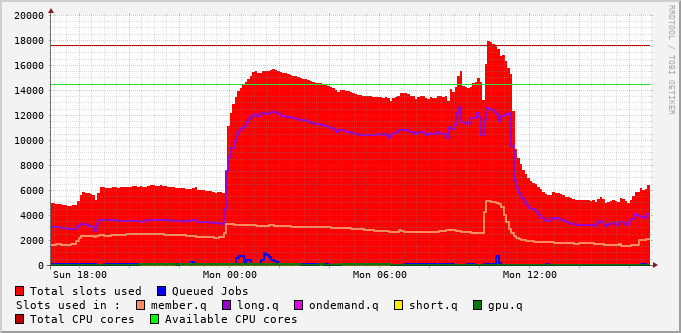 20000
18000
16000
14000
12000
10000
8000
6000
4000
2000
0
Sun 18:00 Mon 00:00 Mon 06:00 Mon 12:00
Total slots used Queued Jobs
Slots used in : member.q long.q ondemand.q short.q gpu.q
Total CPU cores Available CPU cores
RRDTOOL / TOBI OETIKER